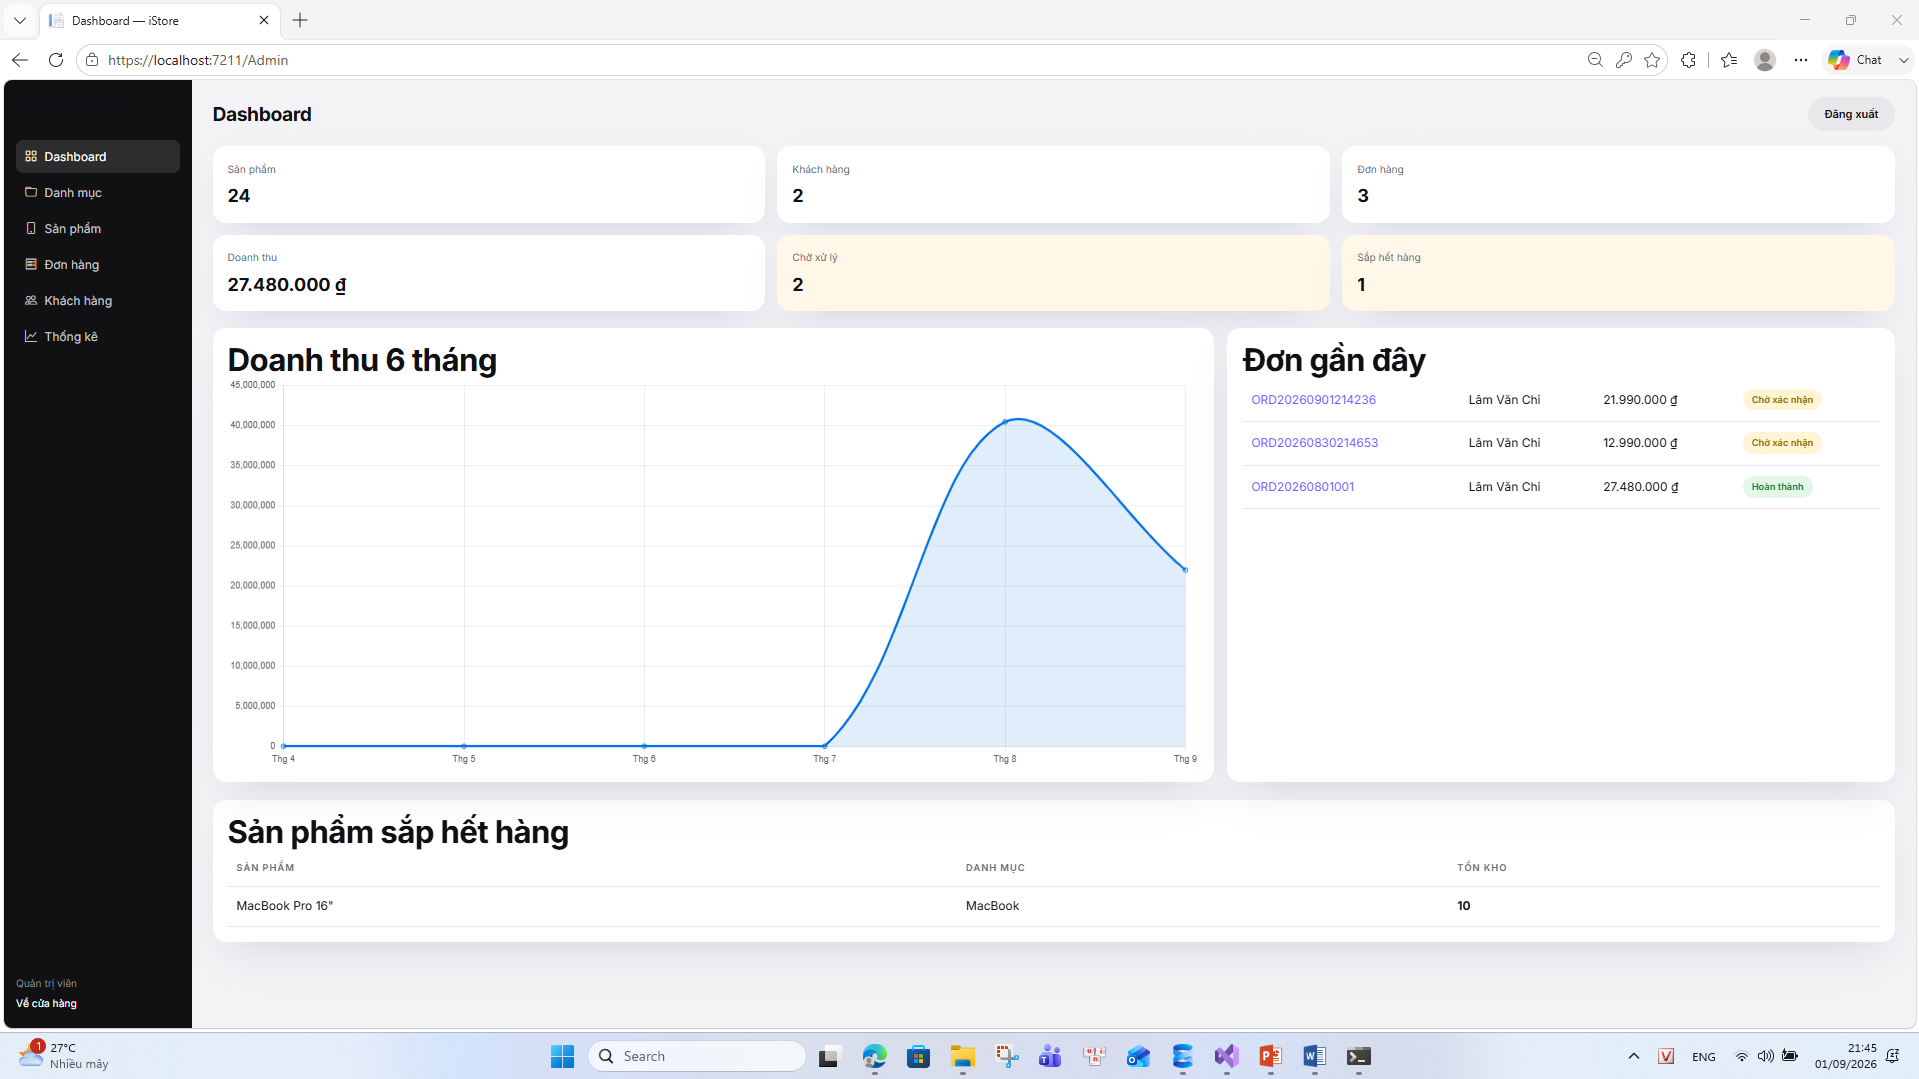 Dashboard — iStore
https://localhost:7211/Admin
Chat
Dashboard
Danh mục
Sản phẩm
Đơn hàng
Khách hàng
Thống kê
Quản trị viên
Về cửa hàng
Dashboard
Đăng xuất
Sản phẩm
24
Khách hàng
2
Đơn hàng
3
Doanh thu
27.480.000 ₫
Chờ xử lý
2
Sắp hết hàng
1
Doanh thu 6 tháng
45,000,000
40,000,000
35,000,000
30,000,000
25,000,000
20,000,000
15,000,000
10,000,000
5,000,000
0
Thg 4 Thg 5 Thg 6 Thg 7 Thg 8 Thg 9
Đơn gần đây
ORD20260901214236 Lâm Văn Chí 21.990.000 ₫ Chờ xác nhận
ORD20260830214653 Lâm Văn Chí 12.990.000 ₫ Chờ xác nhận
ORD20260801001 Lâm Văn Chí 27.480.000 ₫ Hoàn thành
Sản phẩm sắp hết hàng
SẢN PHẨM DANH MỤC TỒN KHO
MacBook Pro 16" MacBook 10
1
27°C
Nhiều mây
Search
ENG
21:45
01/09/2026